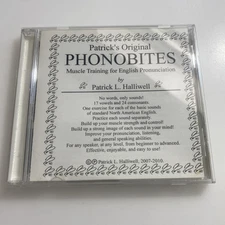 Patrick's Original
PHONOBITES
Muscle Training for English Pronunciation
by
Patrick L. Halliwell
No words, only sounds!
17 vowels and 24 consonants.
One exercise for each of the basic sounds
of standard North American English.
Practice each sound separately.
Build up your muscle strength and control!
Build up a strong image of each sound in your mind!
Improve your pronunciation, listening,
and general speaking abilities.
For any speaker, at any level, from beginner to advanced.
Effective, enjoyable, and easy to use!
©℗ Patrick L. Halliwell, 2007-2010